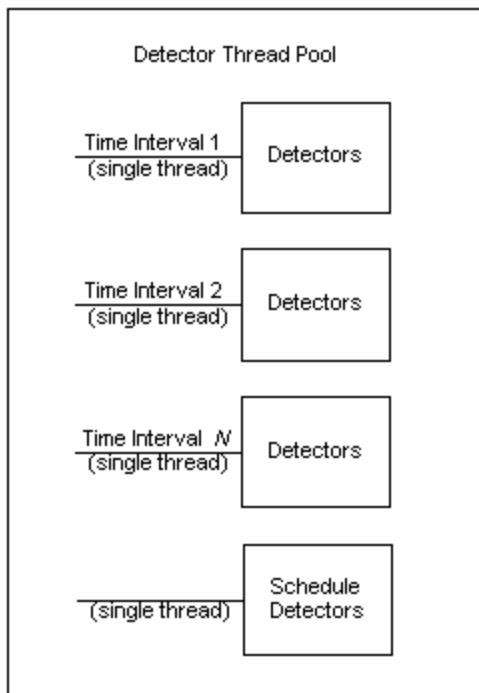 Detector Thread Pool
Time Interval 1
(single thread)
Detectors
Time Interval 2
(single thread)
Detectors
Time Interval N
(single thread)
Detectors
(single thread)
Schedule
Detectors